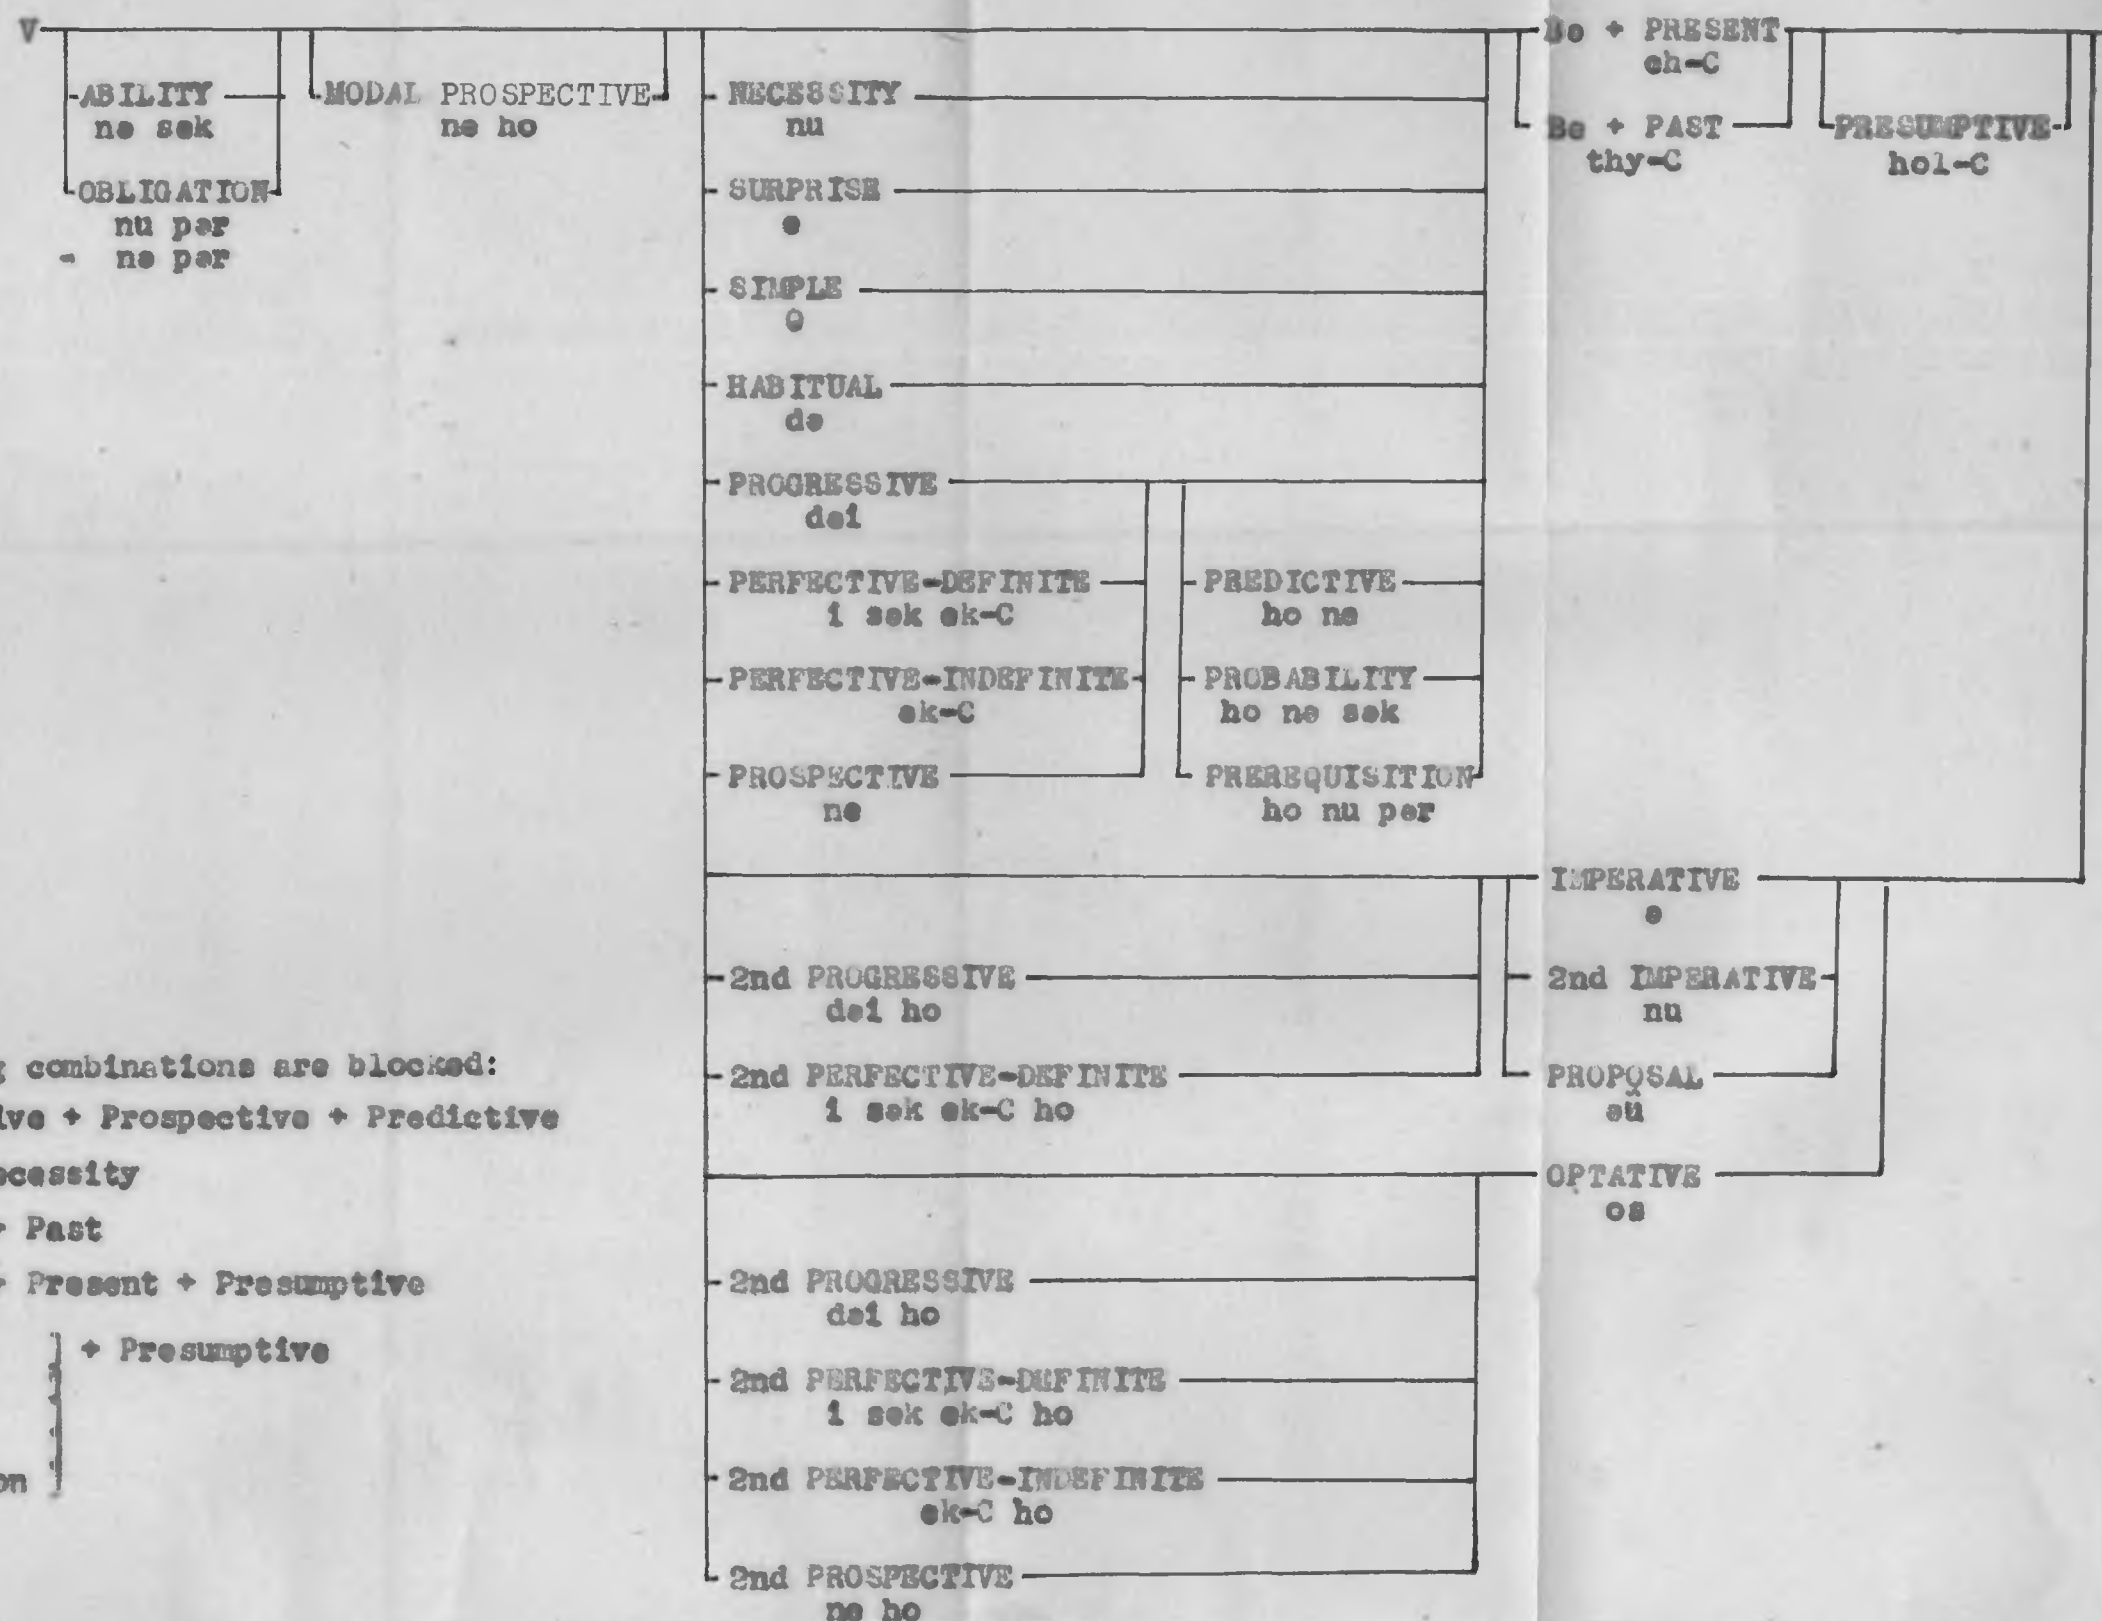 V
ABILITY
ne sek
OBLIGATION
nu per
- ne per
MODAL PROSPECTIVE
ne ho
NECESSITY
nu
SURPRISE
e
SIMPLE
0
HABITUAL
de
PROGRESSIVE
dei
PERFECTIVE-DEFINITE
i sek ek-C
PERFECTIVE-INDEFINITE
ek-C
PROSPECTIVE
ne
PREDICTIVE
ho ne
PROBABILITY
ho ne sek
PREREQUISITION
ho nu per
Be + PRESENT
eh-C
Be + PAST
thy-C
PRESUMPTIVE
hol-C
2nd PROGRESSIVE
dei ho
2nd PERFECTIVE-DEFINITE
i sek ek-C ho
IMPERATIVE
e
2nd IMPERATIVE
nu
PROPOSAL
OPTATIVE
os
2nd PROGRESSIVE
dei ho
2nd PERFECTIVE-DEFINITE
i sek ek-C ho
2nd PERFECTIVE-INDEFINITE
ek-C ho
2nd PROSPECTIVE
ne ho
combinations are blocked:
ive + Prospective + Predictive
ecessity
+ Past
+ Present + Presumptive
+ Presumptive
on